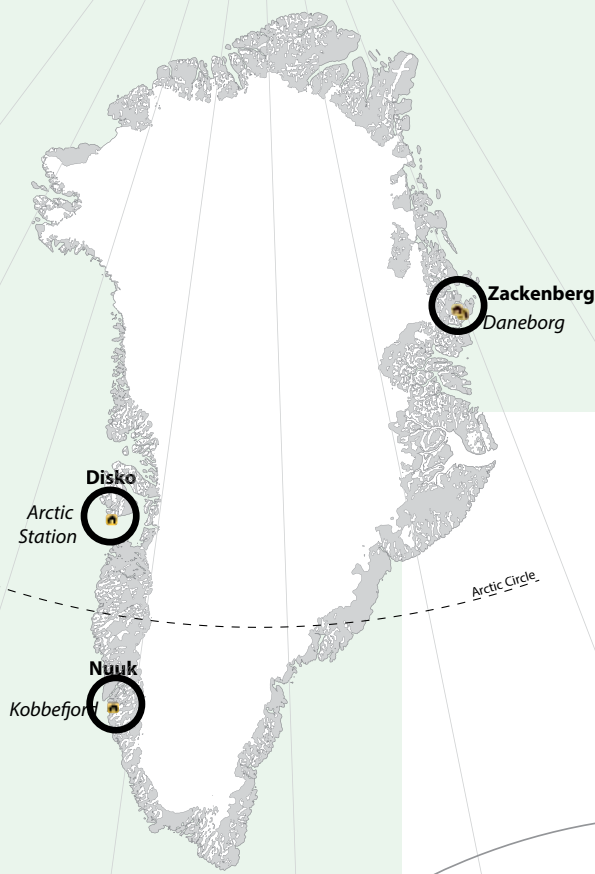 Zackenberg
Daneborg
Disko
Arctic
Station
Arctic Circle
Nuuk
Kobbefjord